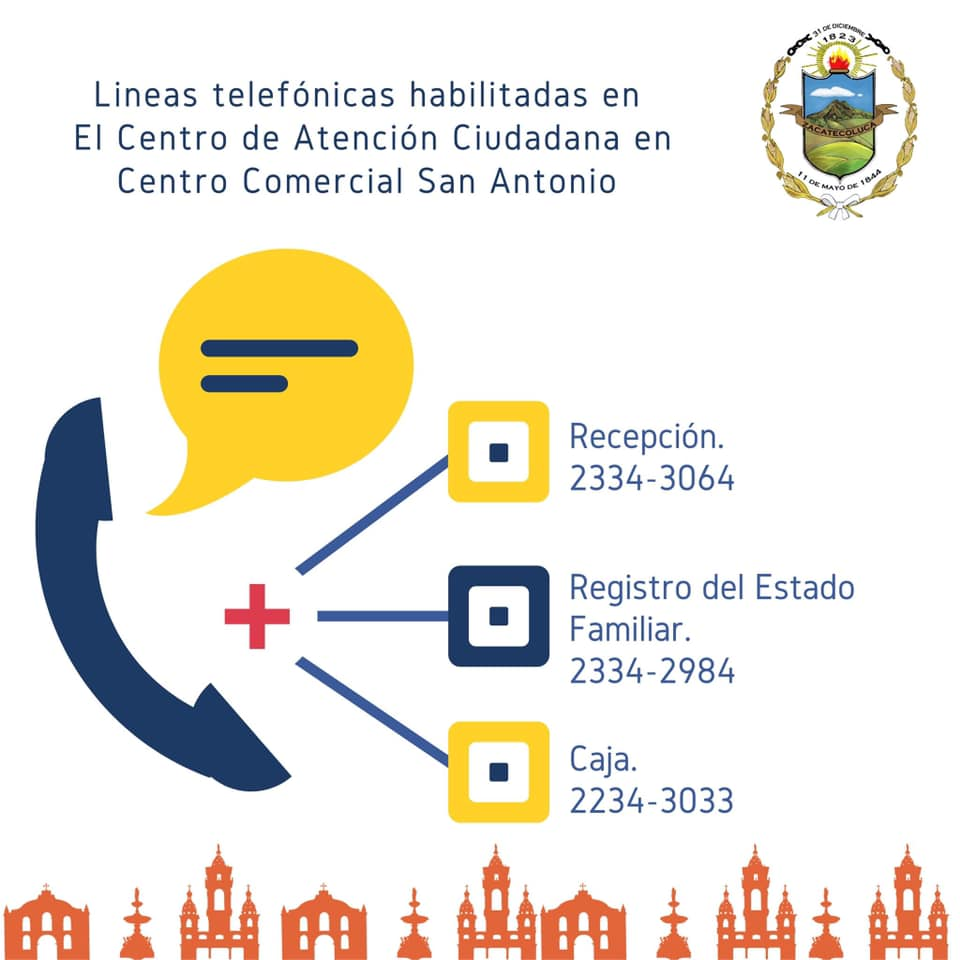 Lineas telefónicas habilitadas en
El Centro de Atención Ciudadana en
Centro Comercial San Antonio
31 DE DICIEMBRE
1823
ZACATECOLUCA
11 DE MAYO DE 1844
Recepción.
2334-3064
Registro del Estado
Familiar.
2334-2984
Caja.
2234-3033